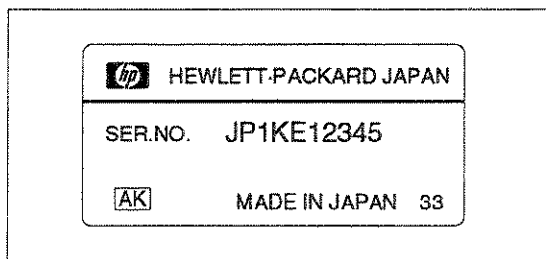 hp HEWLETT-PACKARD JAPAN
SER.NO. JP1KE12345
AK MADE IN JAPAN 33